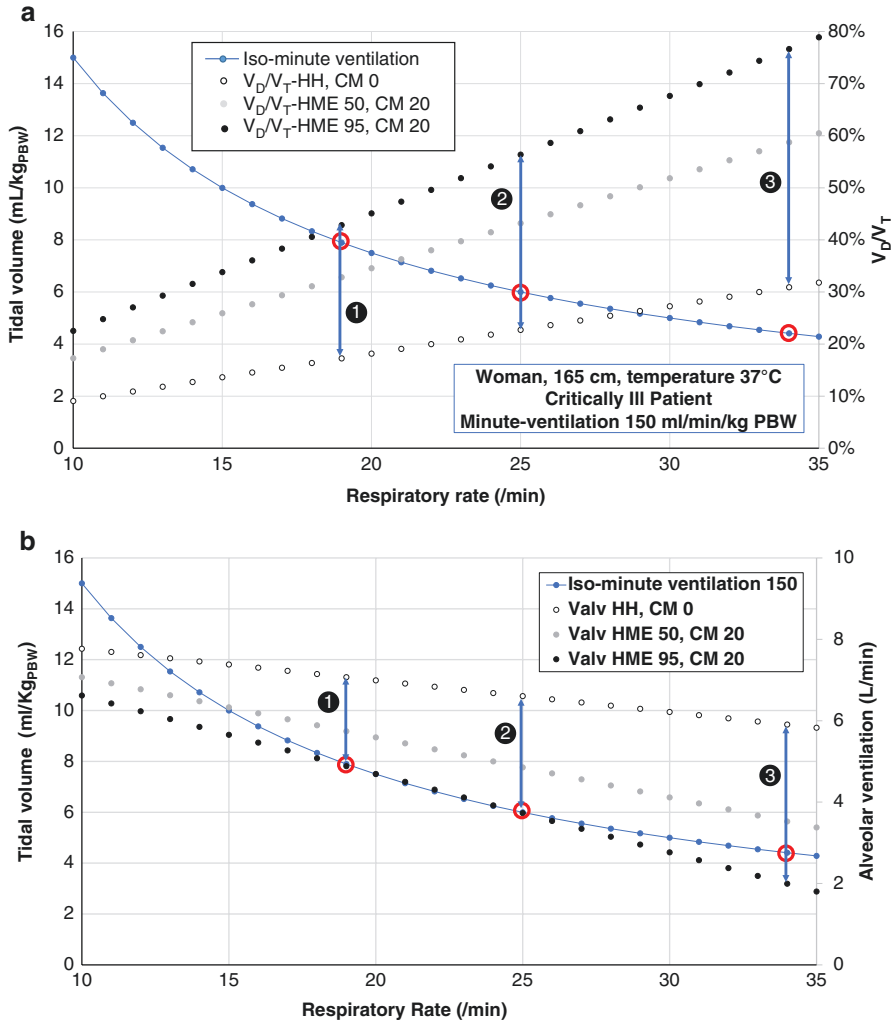 a
16
14
12
10
8
6
4
2
0
Tidal volume (mL/kgPBW)
Iso-minute ventilation
VD/VT-HH, CM 0
VD/VT-HME 50, CM 20
VD/VT-HME 95, CM 20
80%
70%
60%
50%
40%
30%
20%
10%
0%
VD/VT
1
2
3
Woman, 165 cm, temperature 37°C
Critically Ill Patient
Minute-ventilation 150 ml/min/kg PBW
10 15 20 25 30 35
Respiratory rate (/min)
b
16
14
12
10
8
6
4
2
0
Tidal volume (ml/KgPBW)
Iso-minute ventilation 150
Valv HH, CM 0
Valv HME 50, CM 20
Valv HME 95, CM 20
10
8
6
4
2
0
Alveolar ventilation (L/min)
1
2
3
10 15 20 25 30 35
Respiratory Rate (/min)